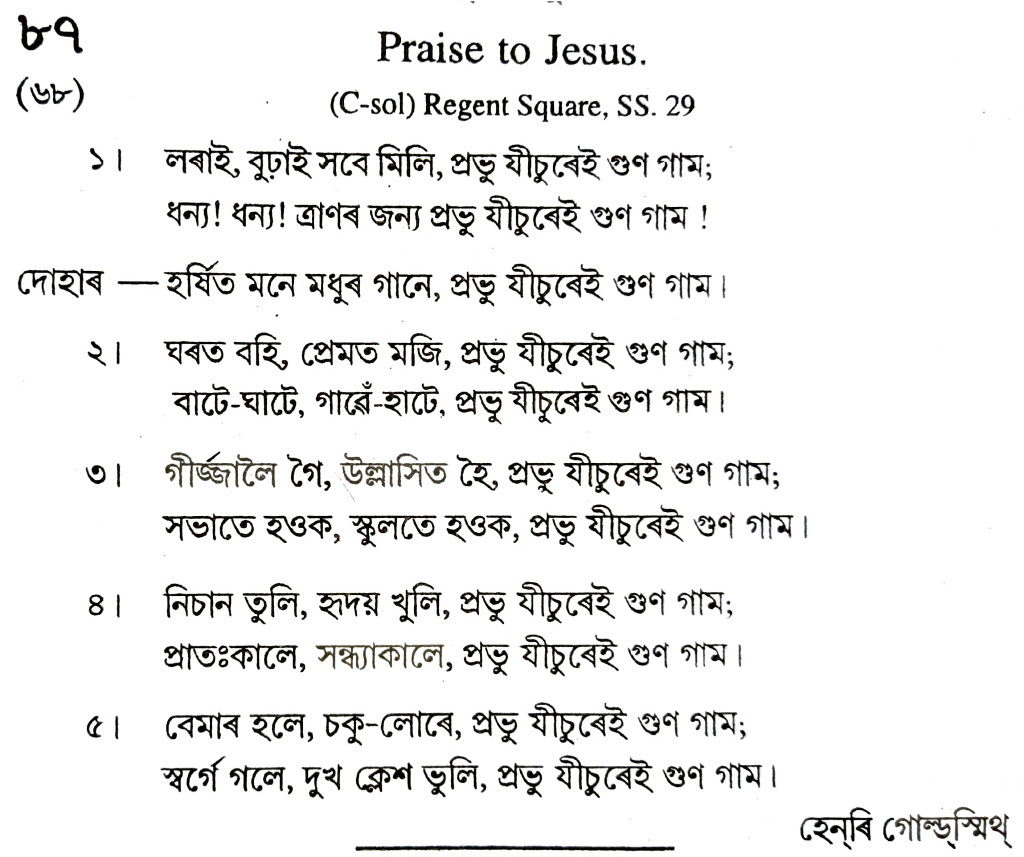 ৮৭
Praise to Jesus.
(৬৮)
(C-sol) Regent Square, SS. 29
১। লৰাই, বুঢ়াই সবে মিলি, প্ৰভু যীচুৰেই গুণ গাম;
ধন্য! ধন্য! ত্ৰাণৰ জন্য প্ৰভু যীচুৰেই গুণ গাম !
দোহাৰ — হৰ্ষিত মনে মধুৰ গানে, প্ৰভু যীচুৰেই গুণ গাম।
২। ঘৰত বহি, প্ৰেমত মজি, প্ৰভু যীচুৰেই গুণ গাম;
বাটে-ঘাটে, গাৱেঁ-হাটে, প্ৰভু যীচুৰেই গুণ গাম।
৩। গীৰ্জ্জালৈ গৈ, উল্লাসিত হৈ, প্ৰভু যীচুৰেই গুণ গাম;
সভাতে হওক, স্কুলতে হওক, প্ৰভু যীচুৰেই গুণ গাম।
৪। নিচান তুলি, হৃদয় খুলি, প্ৰভু যীচুৰেই গুণ গাম;
প্ৰাতঃকালে, সন্ধ্যাকালে, প্ৰভু যীচুৰেই গুণ গাম।
৫। বেমাৰ হলে, চকু-লোৰে, প্ৰভু যীচুৰেই গুণ গাম;
স্বৰ্গে গলে, দুখ ক্লেশ ভুলি, প্ৰভু যীচুৰেই গুণ গাম।
হেন্‌ৰি গোল্ড্‌স্মিথ্